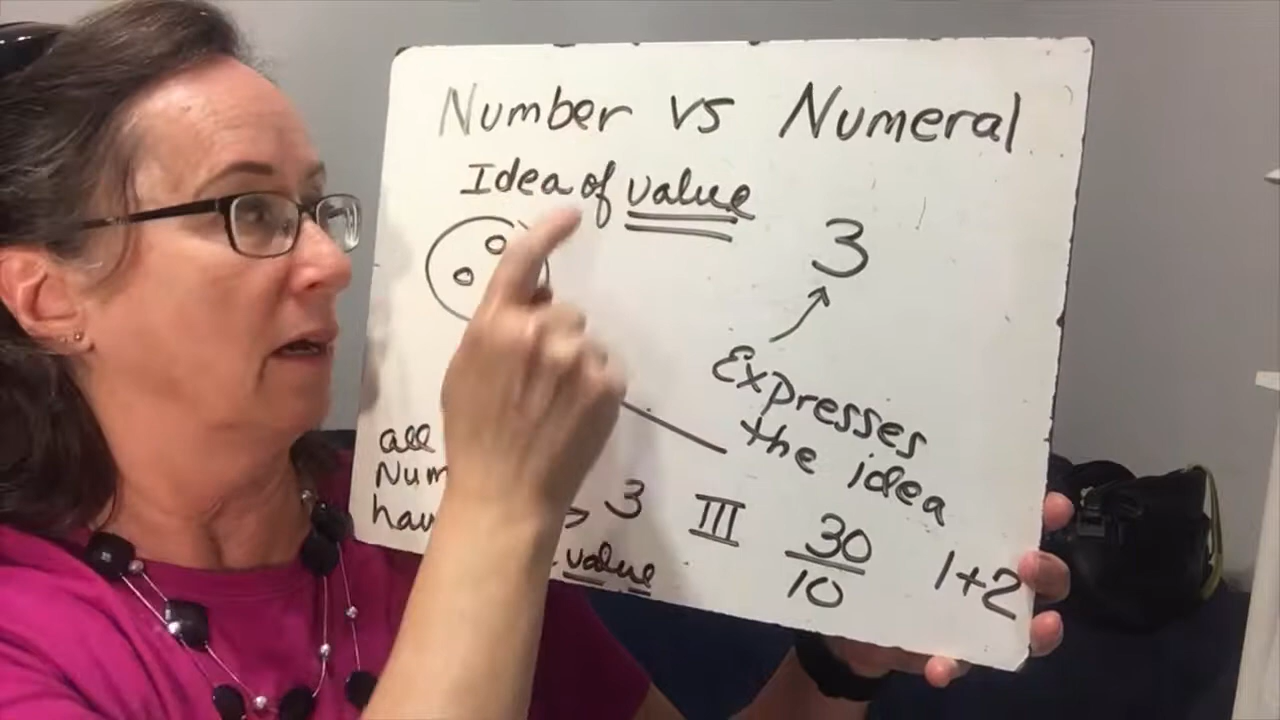 Number vs Numeral
Idea of value
3
Expresses
the idea
all
3 III 30/10 1+2
value